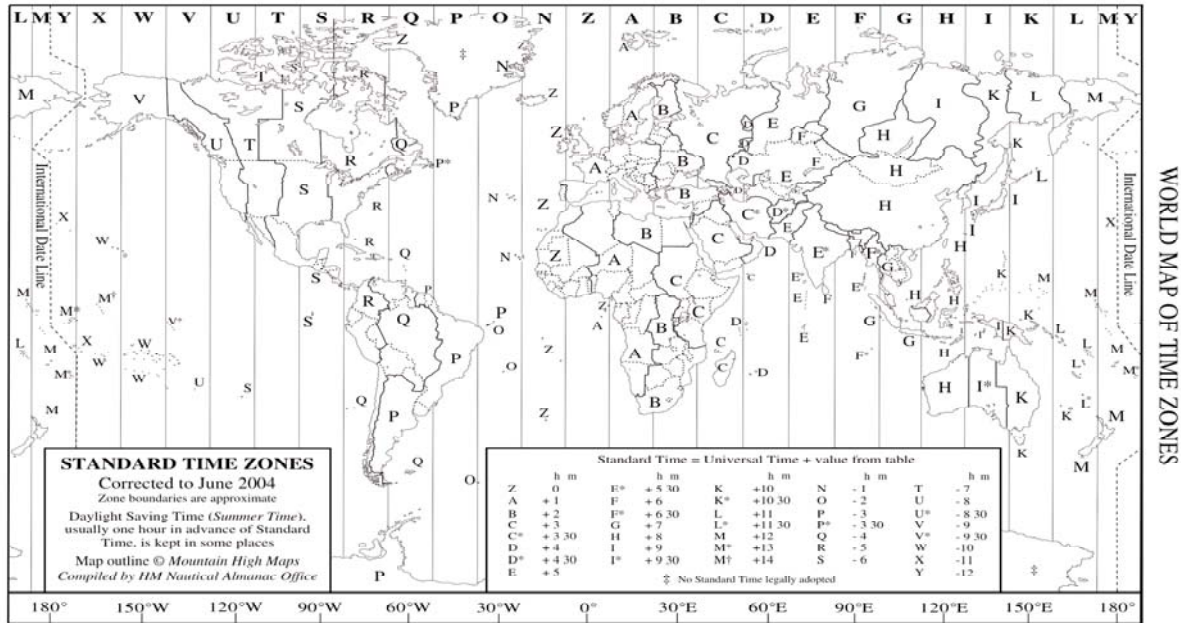 L M Y X W V U T S R Q P O N Z A B C D E F G H I K L M Y
Z ‡ Z A
T S R N
M V S P Z A B C D E F G H I K L M
U T R Q Z
S P* A B D E F H K L
X R N Z B C C* D* E H I I X
W R Q N Z A B C D E E* F* G H
S P C E F E H K M
M M* M† R Q P Z A B C D E F G H I K M
S V* O
L M X W W P N A B C E G H I K L M
M* W U S O D F H I* K L M*
M Q P Z B H K L* M
Q O K M
P ‡
International Date Line
International Date Line
STANDARD TIME ZONES
Corrected to June 2004
Zone boundaries are approximate
Daylight Saving Time (Summer Time),
usually one hour in advance of Standard
Time, is kept in some places
Map outline © Mountain High Maps
Compiled by HM Nautical Almanac Office
Standard Time = Universal Time + value from table
h m h m h m h m h m
Z 0 E* + 5 30 K +10 N - 1 T - 7
A + 1 F + 6 K* +10 30 O - 2 U - 8
B + 2 F* + 6 30 L +11 P - 3 U* - 8 30
C + 3 G + 7 L* +11 30 P* - 3 30 V - 9
C* + 3 30 H + 8 M +12 Q - 4 V* - 9 30
D + 4 I + 9 M* +13 R - 5 W -10
D* + 4 30 I* + 9 30 M† +14 S - 6 X -11
E + 5 Y -12
‡ No Standard Time legally adopted
180° 150°W 120°W 90°W 60°W 30°W 0° 30°E 60°E 90°E 120°E 150°E 180°
WORLD MAP OF TIME ZONES